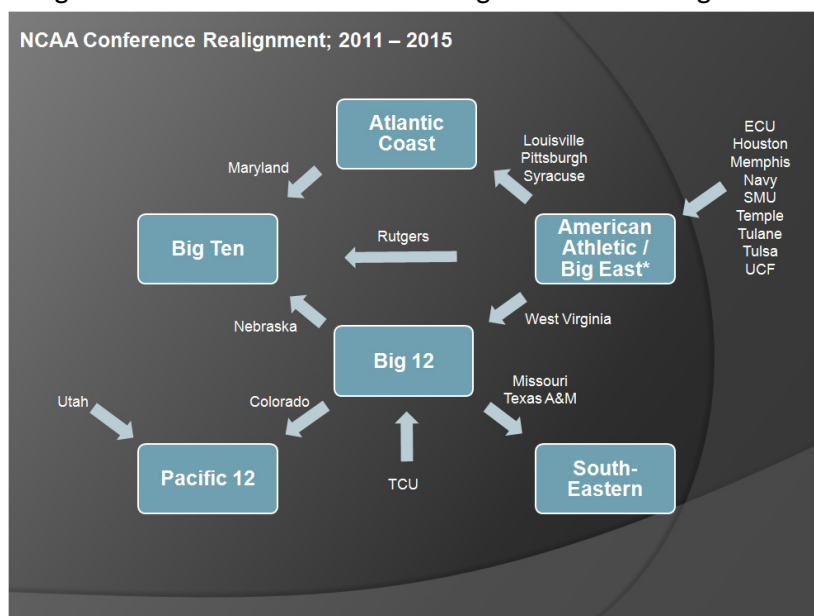 NCAA Conference Realignment; 2011 – 2015
Atlantic
Coast
Maryland
Louisville
Pittsburgh
Syracuse
ECU
Houston
Memphis
Navy
SMU
Temple
Tulane
Tulsa
UCF
Big Ten
Rutgers
American
Athletic /
Big East*
Nebraska
West Virginia
Big 12
Utah
Colorado
Missouri
Texas A&M
Pacific 12
TCU
South-
Eastern